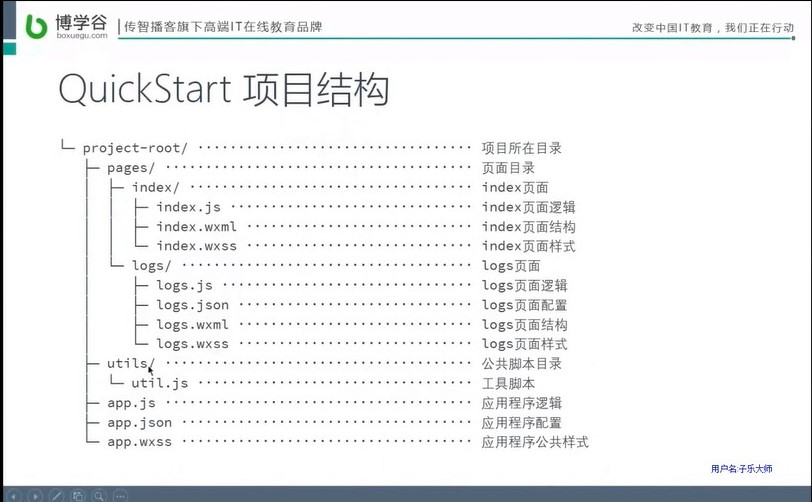 博学谷
boxuegu.com
传智播客旗下高端IT在线教育品牌
改变中国IT教育，我们正在行动
QuickStart 项目结构
└─ project-root/ ·································· 项目所在目录
├─ pages/ ······································ 页面目录
│ ├─ index/ ··································· index页面
│ │ ├─ index.js ······························· index页面逻辑
│ │ ├─ index.wxml ····························· index页面结构
│ │ └─ index.wxss ····························· index页面样式
│ └─ logs/ ····································· logs页面
│ ├─ logs.js ································ logs页面逻辑
│ ├─ logs.json ······························ logs页面配置
│ ├─ logs.wxml ······························ logs页面结构
│ └─ logs.wxss ······························ logs页面样式
├─ utils/ ······································ 公共脚本目录
│ └─ util.js ··································· 工具脚本
├─ app.js ······································ 应用程序逻辑
├─ app.json ···································· 应用程序配置
└─ app.wxss ···································· 应用程序公共样式
用户名:子乐大师